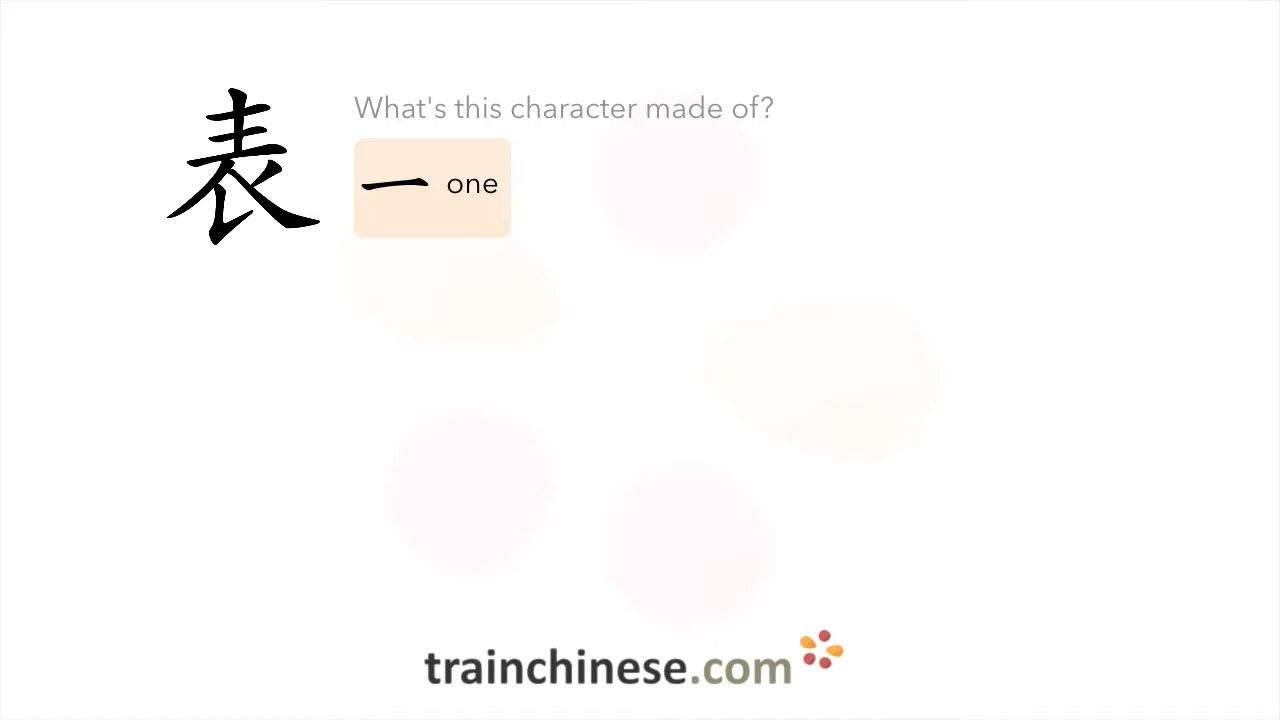 表
What's this character made of?
一 one
trainchinese.com